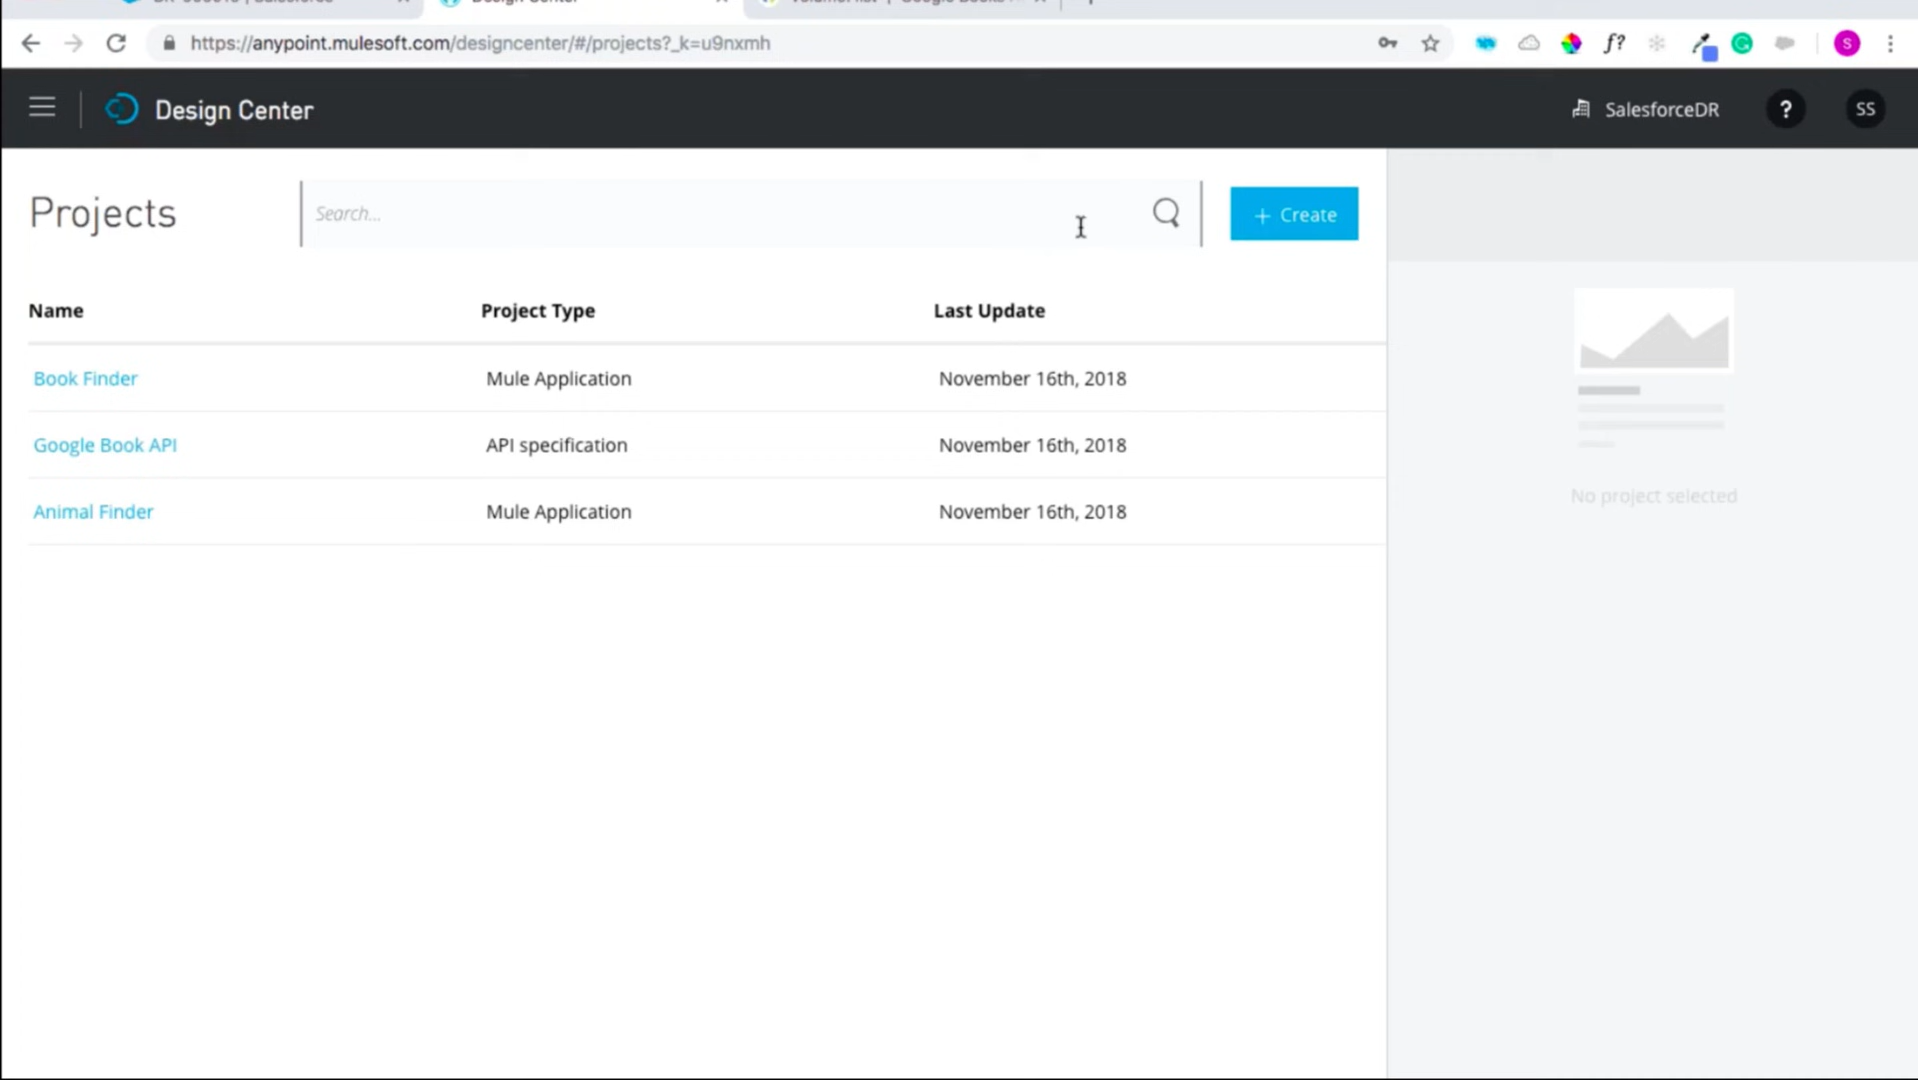 Design Center
https://anypoint.mulesoft.com/designcenter/#/projects?_k=u9nxmh
f?
S
Design Center
SalesforceDR
?
SS
Projects
Search...
+ Create
Name Project Type Last Update
Book Finder Mule Application November 16th, 2018
Google Book API API specification November 16th, 2018
Animal Finder Mule Application November 16th, 2018
No project selected